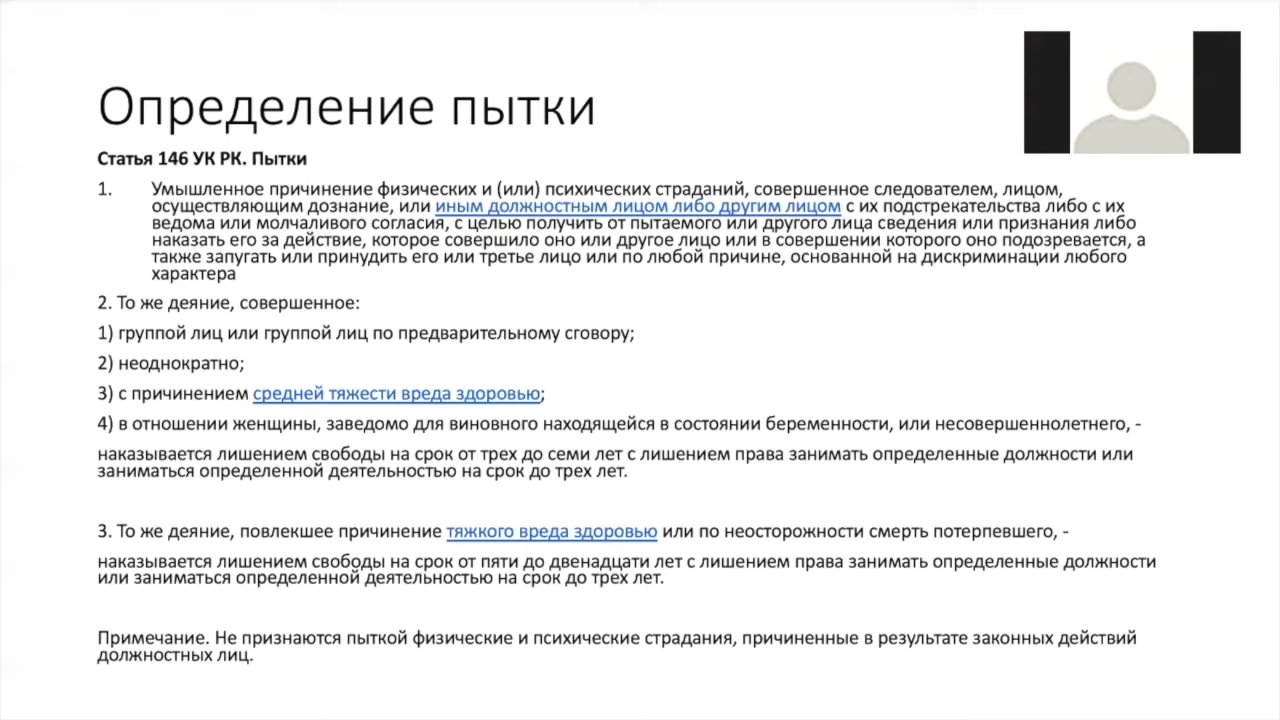 Определение пытки
Статья 146 УК РК. Пытки
1. Умышленное причинение физических и (или) психических страданий, совершенное следователем, лицом,
осуществляющим дознание, или иным должностным лицом либо другим лицом с их подстрекательства либо с их
ведома или молчаливого согласия, с целью получить от пытаемого или другого лица сведения или признания либо
наказать его за действие, которое совершило оно или другое лицо или в совершении которого оно подозревается, а
также запугать или принудить его или третье лицо или по любой причине, основанной на дискриминации любого
характера
2. То же деяние, совершенное:
1) группой лиц или группой лиц по предварительному сговору;
2) неоднократно;
3) с причинением средней тяжести вреда здоровью;
4) в отношении женщины, заведомо для виновного находящейся в состоянии беременности, или несовершеннолетнего, -
наказывается лишением свободы на срок от трех до семи лет с лишением права занимать определенные должности или
заниматься определенной деятельностью на срок до трех лет.
3. То же деяние, повлекшее причинение тяжкого вреда здоровью или по неосторожности смерть потерпевшего, -
наказывается лишением свободы на срок от пяти до двенадцати лет с лишением права занимать определенные должности
или заниматься определенной деятельностью на срок до трех лет.
Примечание. Не признаются пыткой физические и психические страдания, причиненные в результате законных действий
должностных лиц.